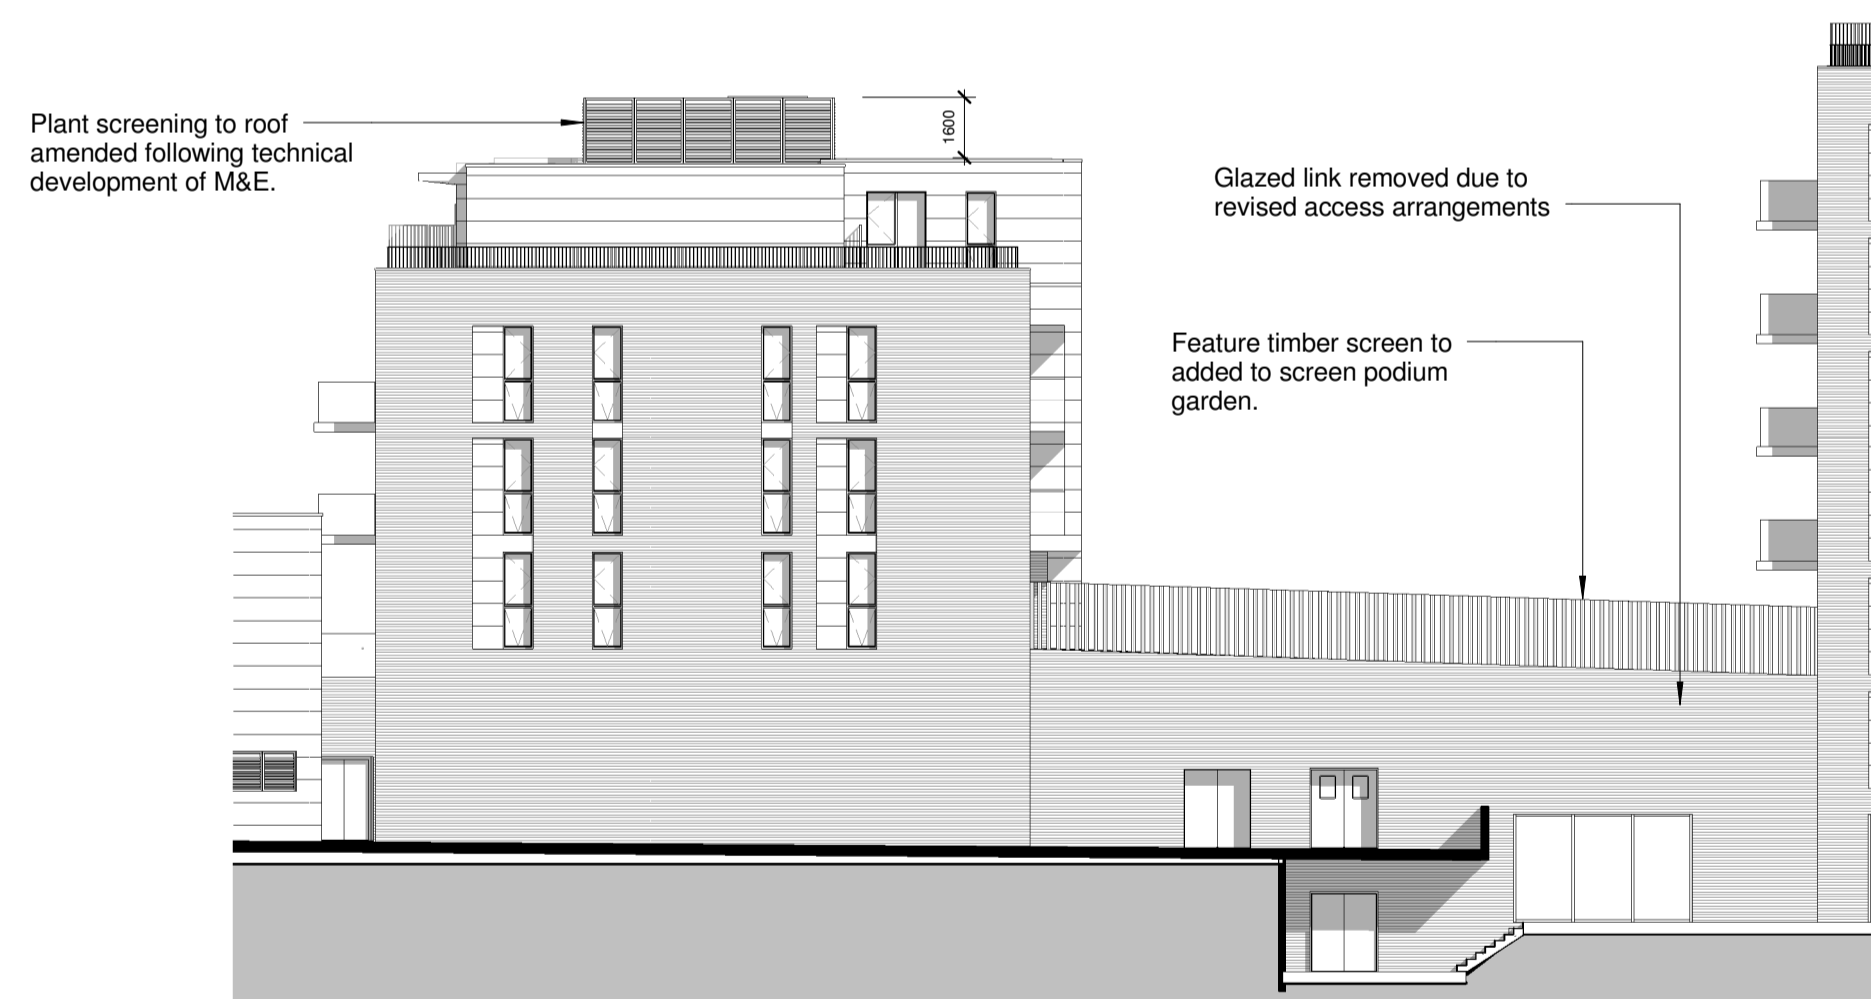 Plant screening to roof
amended following technical
development of M&E.
1600
Glazed link removed due to
revised access arrangements
Feature timber screen to
added to screen podium
garden.